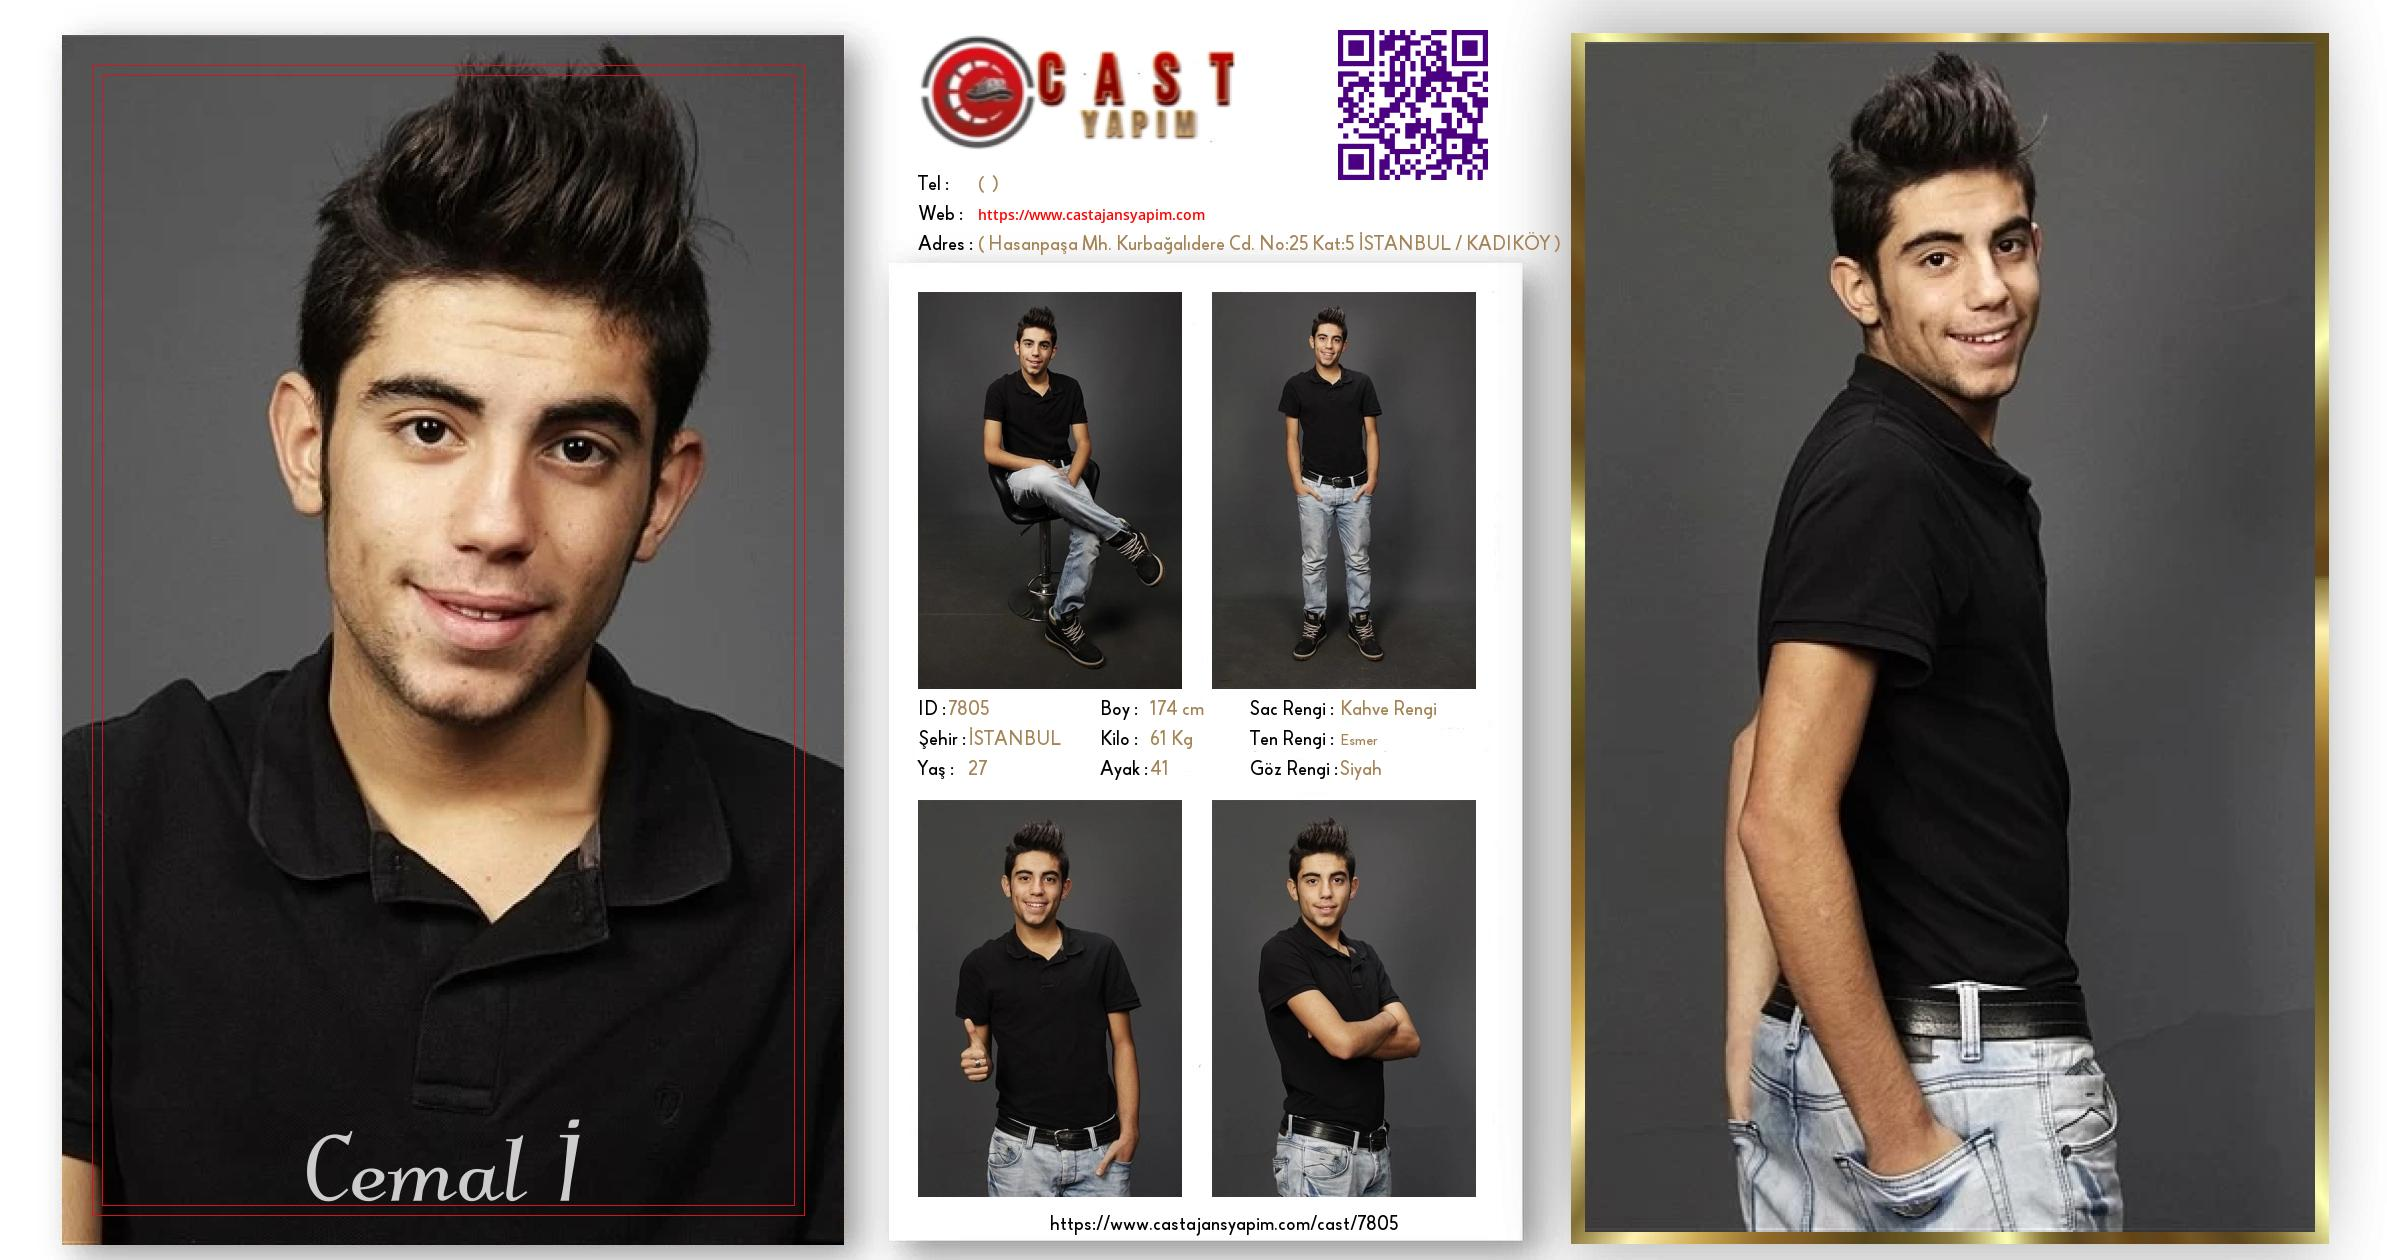 Cemal İ
CAST
YAPIM
Tel : ( )
Web : https://www.castajansyapim.com
Adres : ( Hasanpaşa Mh. Kurbağalıdere Cd. No:25 Kat:5 İSTANBUL / KADIKÖY )
ID : 7805 Boy : 174 cm Sac Rengi : Kahve Rengi
Şehir : İSTANBUL Kilo : 61 Kg Ten Rengi : Esmer
Yaş : 27 Ayak : 41 Göz Rengi : Siyah
https://www.castajansyapim.com/cast/7805